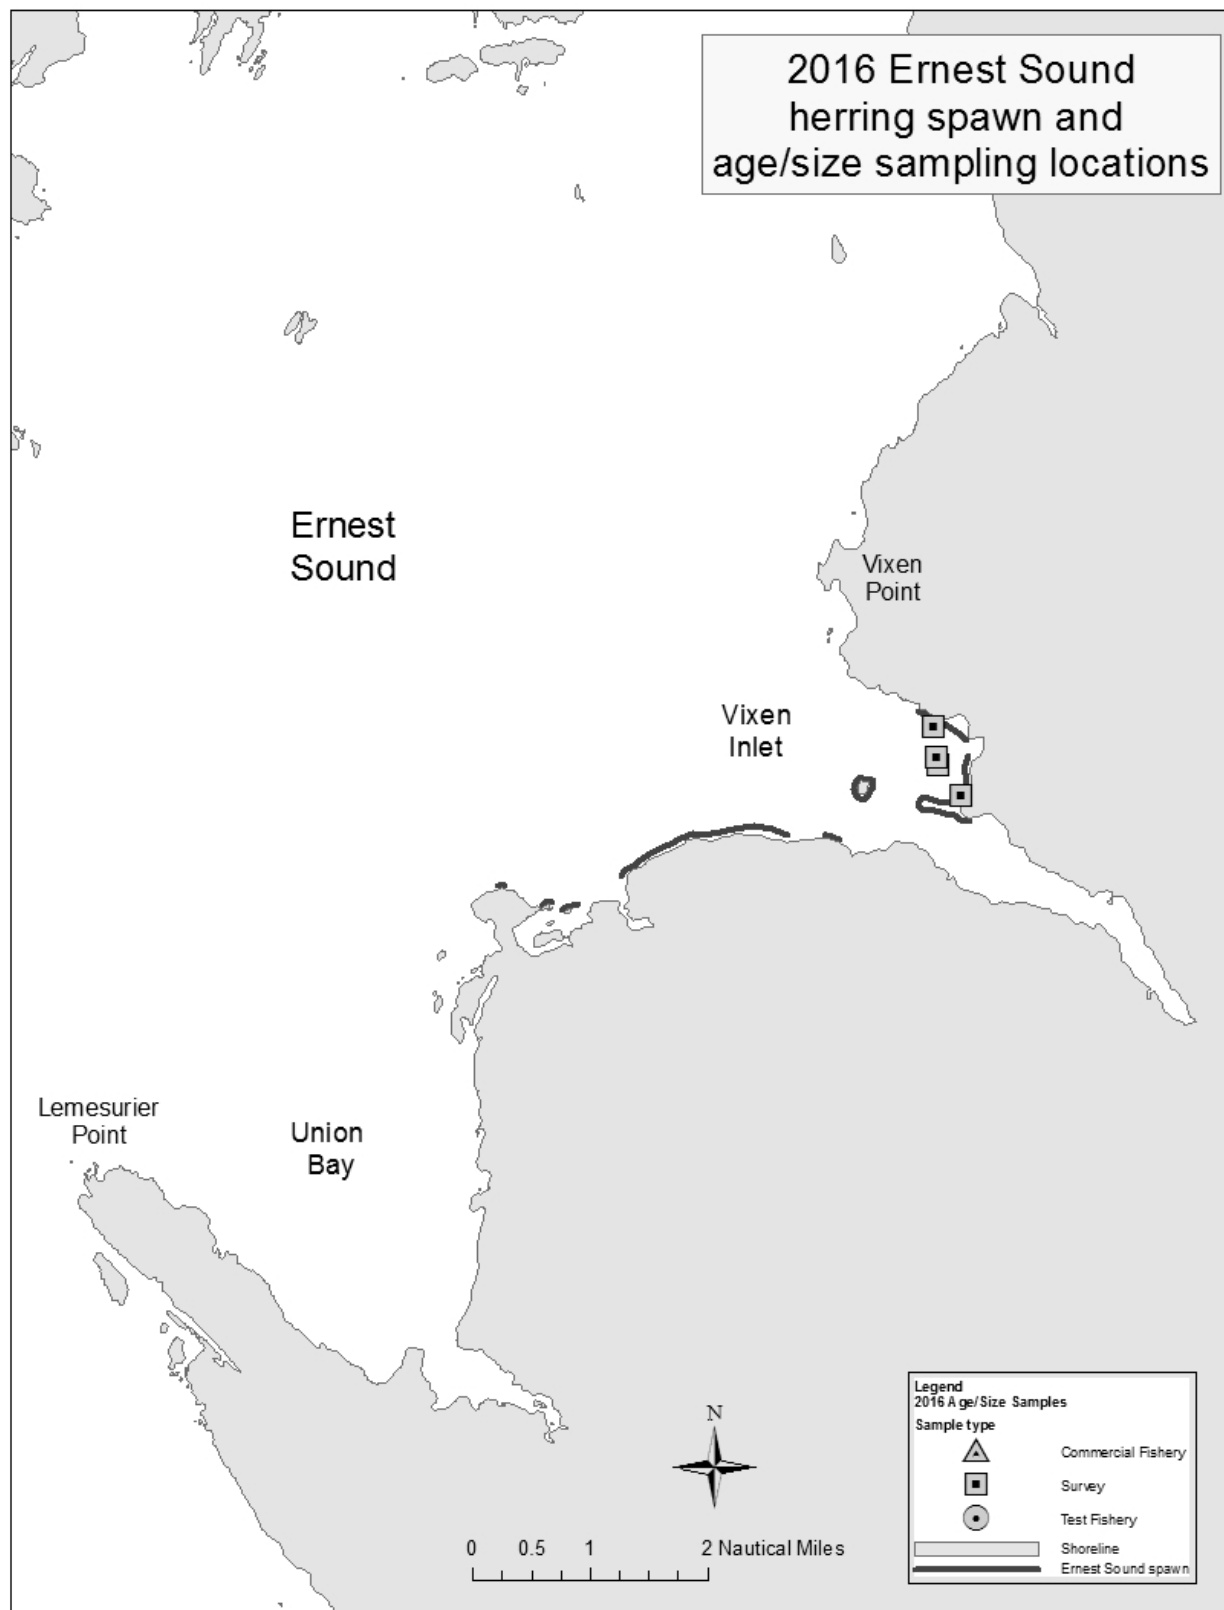 2016 Ernest Sound
herring spawn and
age/size sampling locations
Ernest
Sound
Vixen
Point
Vixen
Inlet
Lemesurier
Point
Union
Bay
Legend
2016 Age/Size Samples
Sample type
Commercial Fishery
Survey
Test Fishery
Shoreline
Ernest Sound spawn
N
0 0.5 1 2 Nautical Miles